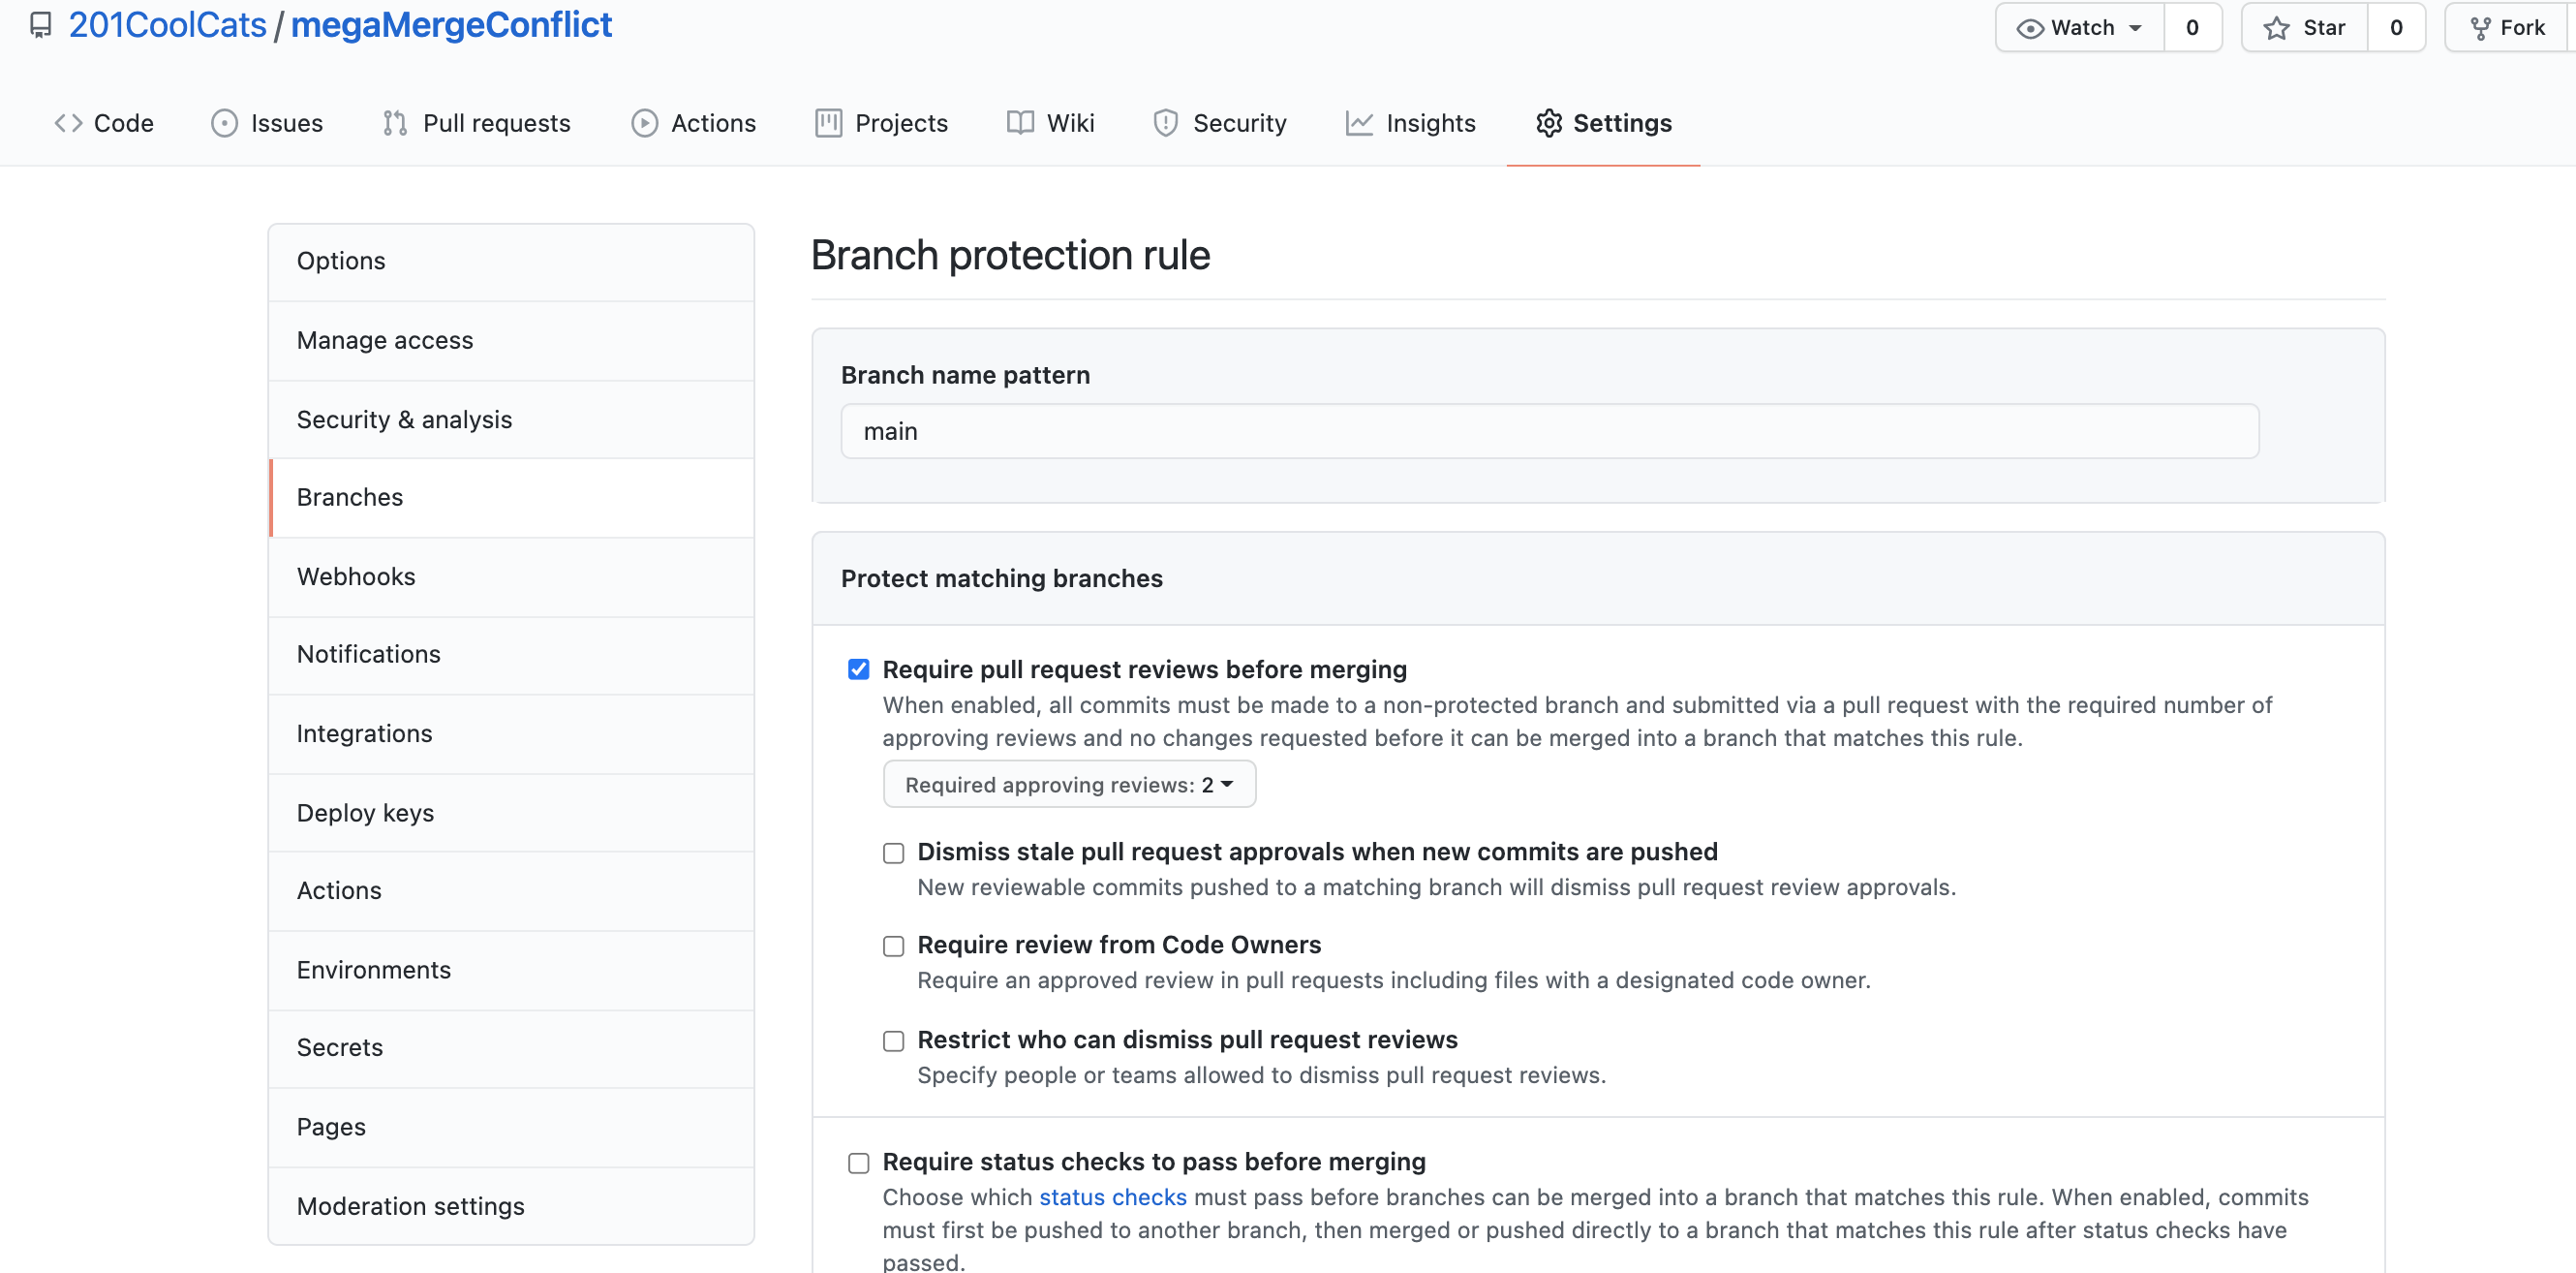 201CoolCats / megaMergeConflict
Watch 0 Star 0 Fork
Code Issues Pull requests Actions Projects Wiki Security Insights Settings
Options
Manage access
Security & analysis
Branches
Webhooks
Notifications
Integrations
Deploy keys
Actions
Environments
Secrets
Pages
Moderation settings
Branch protection rule
Branch name pattern
main
Protect matching branches
Require pull request reviews before merging
When enabled, all commits must be made to a non-protected branch and submitted via a pull request with the required number of
approving reviews and no changes requested before it can be merged into a branch that matches this rule.
Required approving reviews: 2
Dismiss stale pull request approvals when new commits are pushed
New reviewable commits pushed to a matching branch will dismiss pull request review approvals.
Require review from Code Owners
Require an approved review in pull requests including files with a designated code owner.
Restrict who can dismiss pull request reviews
Specify people or teams allowed to dismiss pull request reviews.
Require status checks to pass before merging
Choose which status checks must pass before branches can be merged into a branch that matches this rule. When enabled, commits
must first be pushed to another branch, then merged or pushed directly to a branch that matches this rule after status checks have
passed.